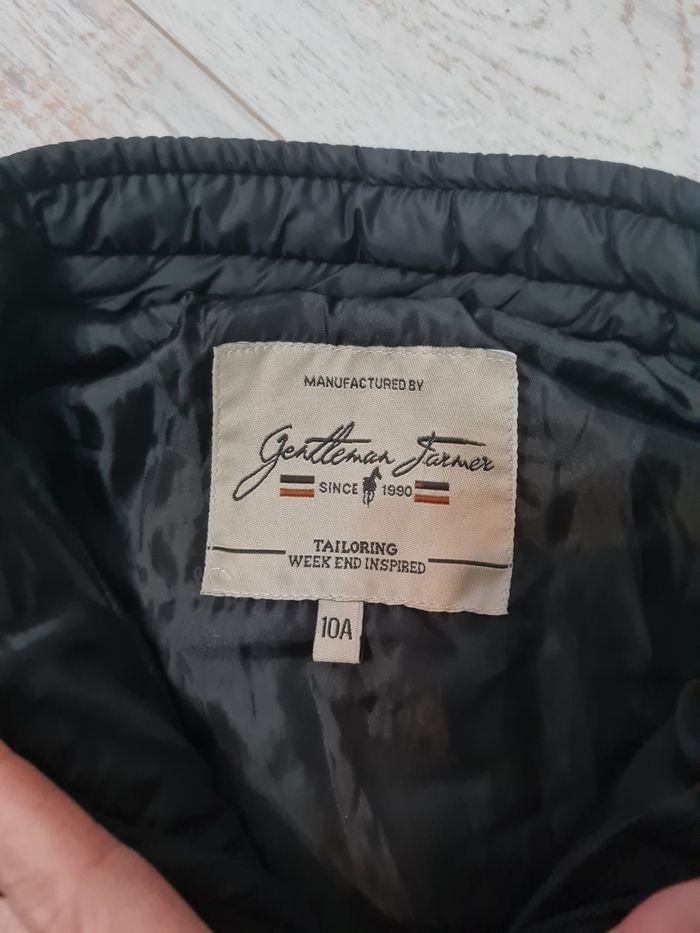 MANUFACTURED BY
Gentleman Farmer
SINCE 1990
TAILORING
WEEK END INSPIRED
10A